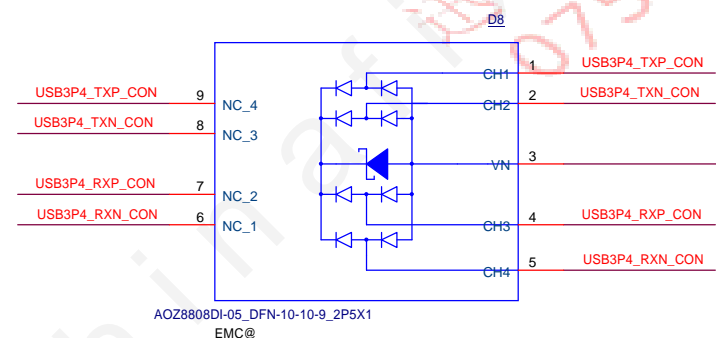 D8
USB3P4_TXP_CON 9 NC_4 CH1 1 USB3P4_TXP_CON
USB3P4_TXN_CON 8 NC_3 CH2 2 USB3P4_TXN_CON
VN 3
USB3P4_RXP_CON 7 NC_2 CH3 4 USB3P4_RXP_CON
USB3P4_RXN_CON 6 NC_1 CH4 5 USB3P4_RXN_CON
AOZ8808DI-05_DFN-10-10-9_2P5X1
EMC@